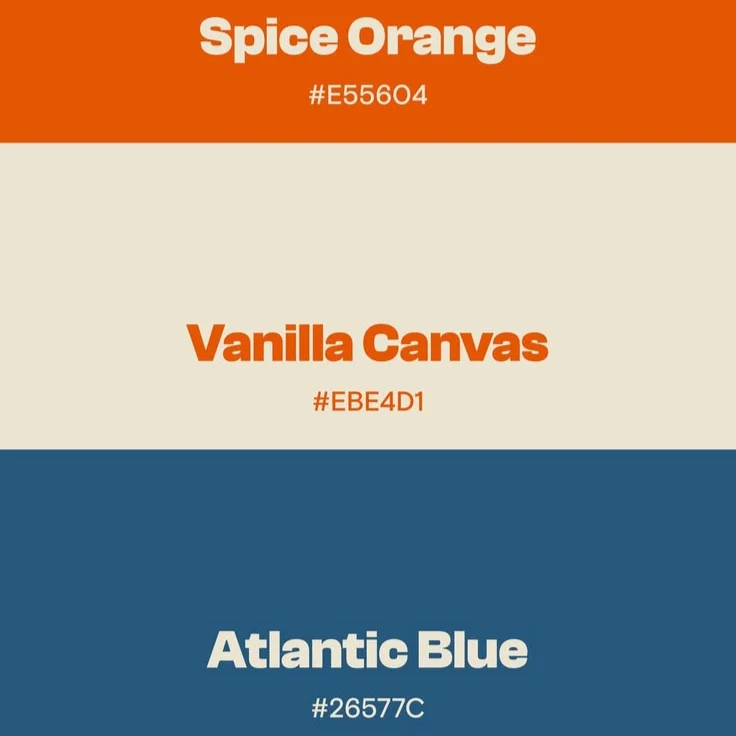 Spice Orange
#E55604
Vanilla Canvas
#EBE4D1
Atlantic Blue
#26577C